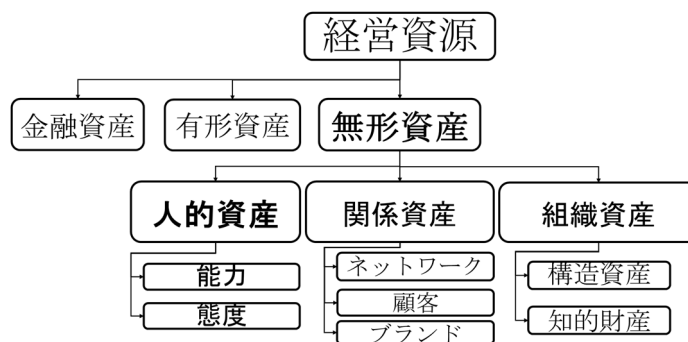 経営資源
金融資産
有形資産
無形資産
人的資産
関係資産
組織資産
能力
態度
ネットワーク
顧客
ブランド
構造資産
知的財産